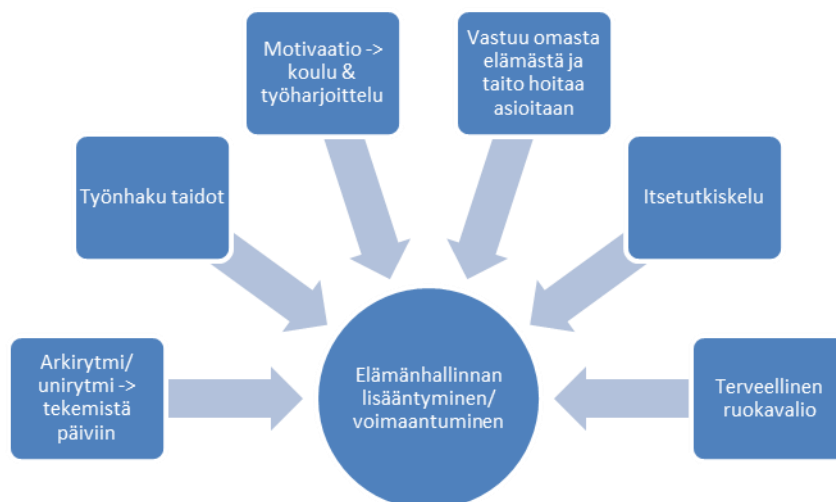 Motivaatio ->
koulu &
työharjoittelu
Vastuu omasta
elämästä ja
taito hoitaa
asioitaan
Työnhaku taidot
Itsetutkiskelu
Arkirytmi/
unirytmi ->
tekemistä
päiviin
Elämänhallinnan
lisääntyminen/
voimaantuminen
Terveellinen
ruokavalio